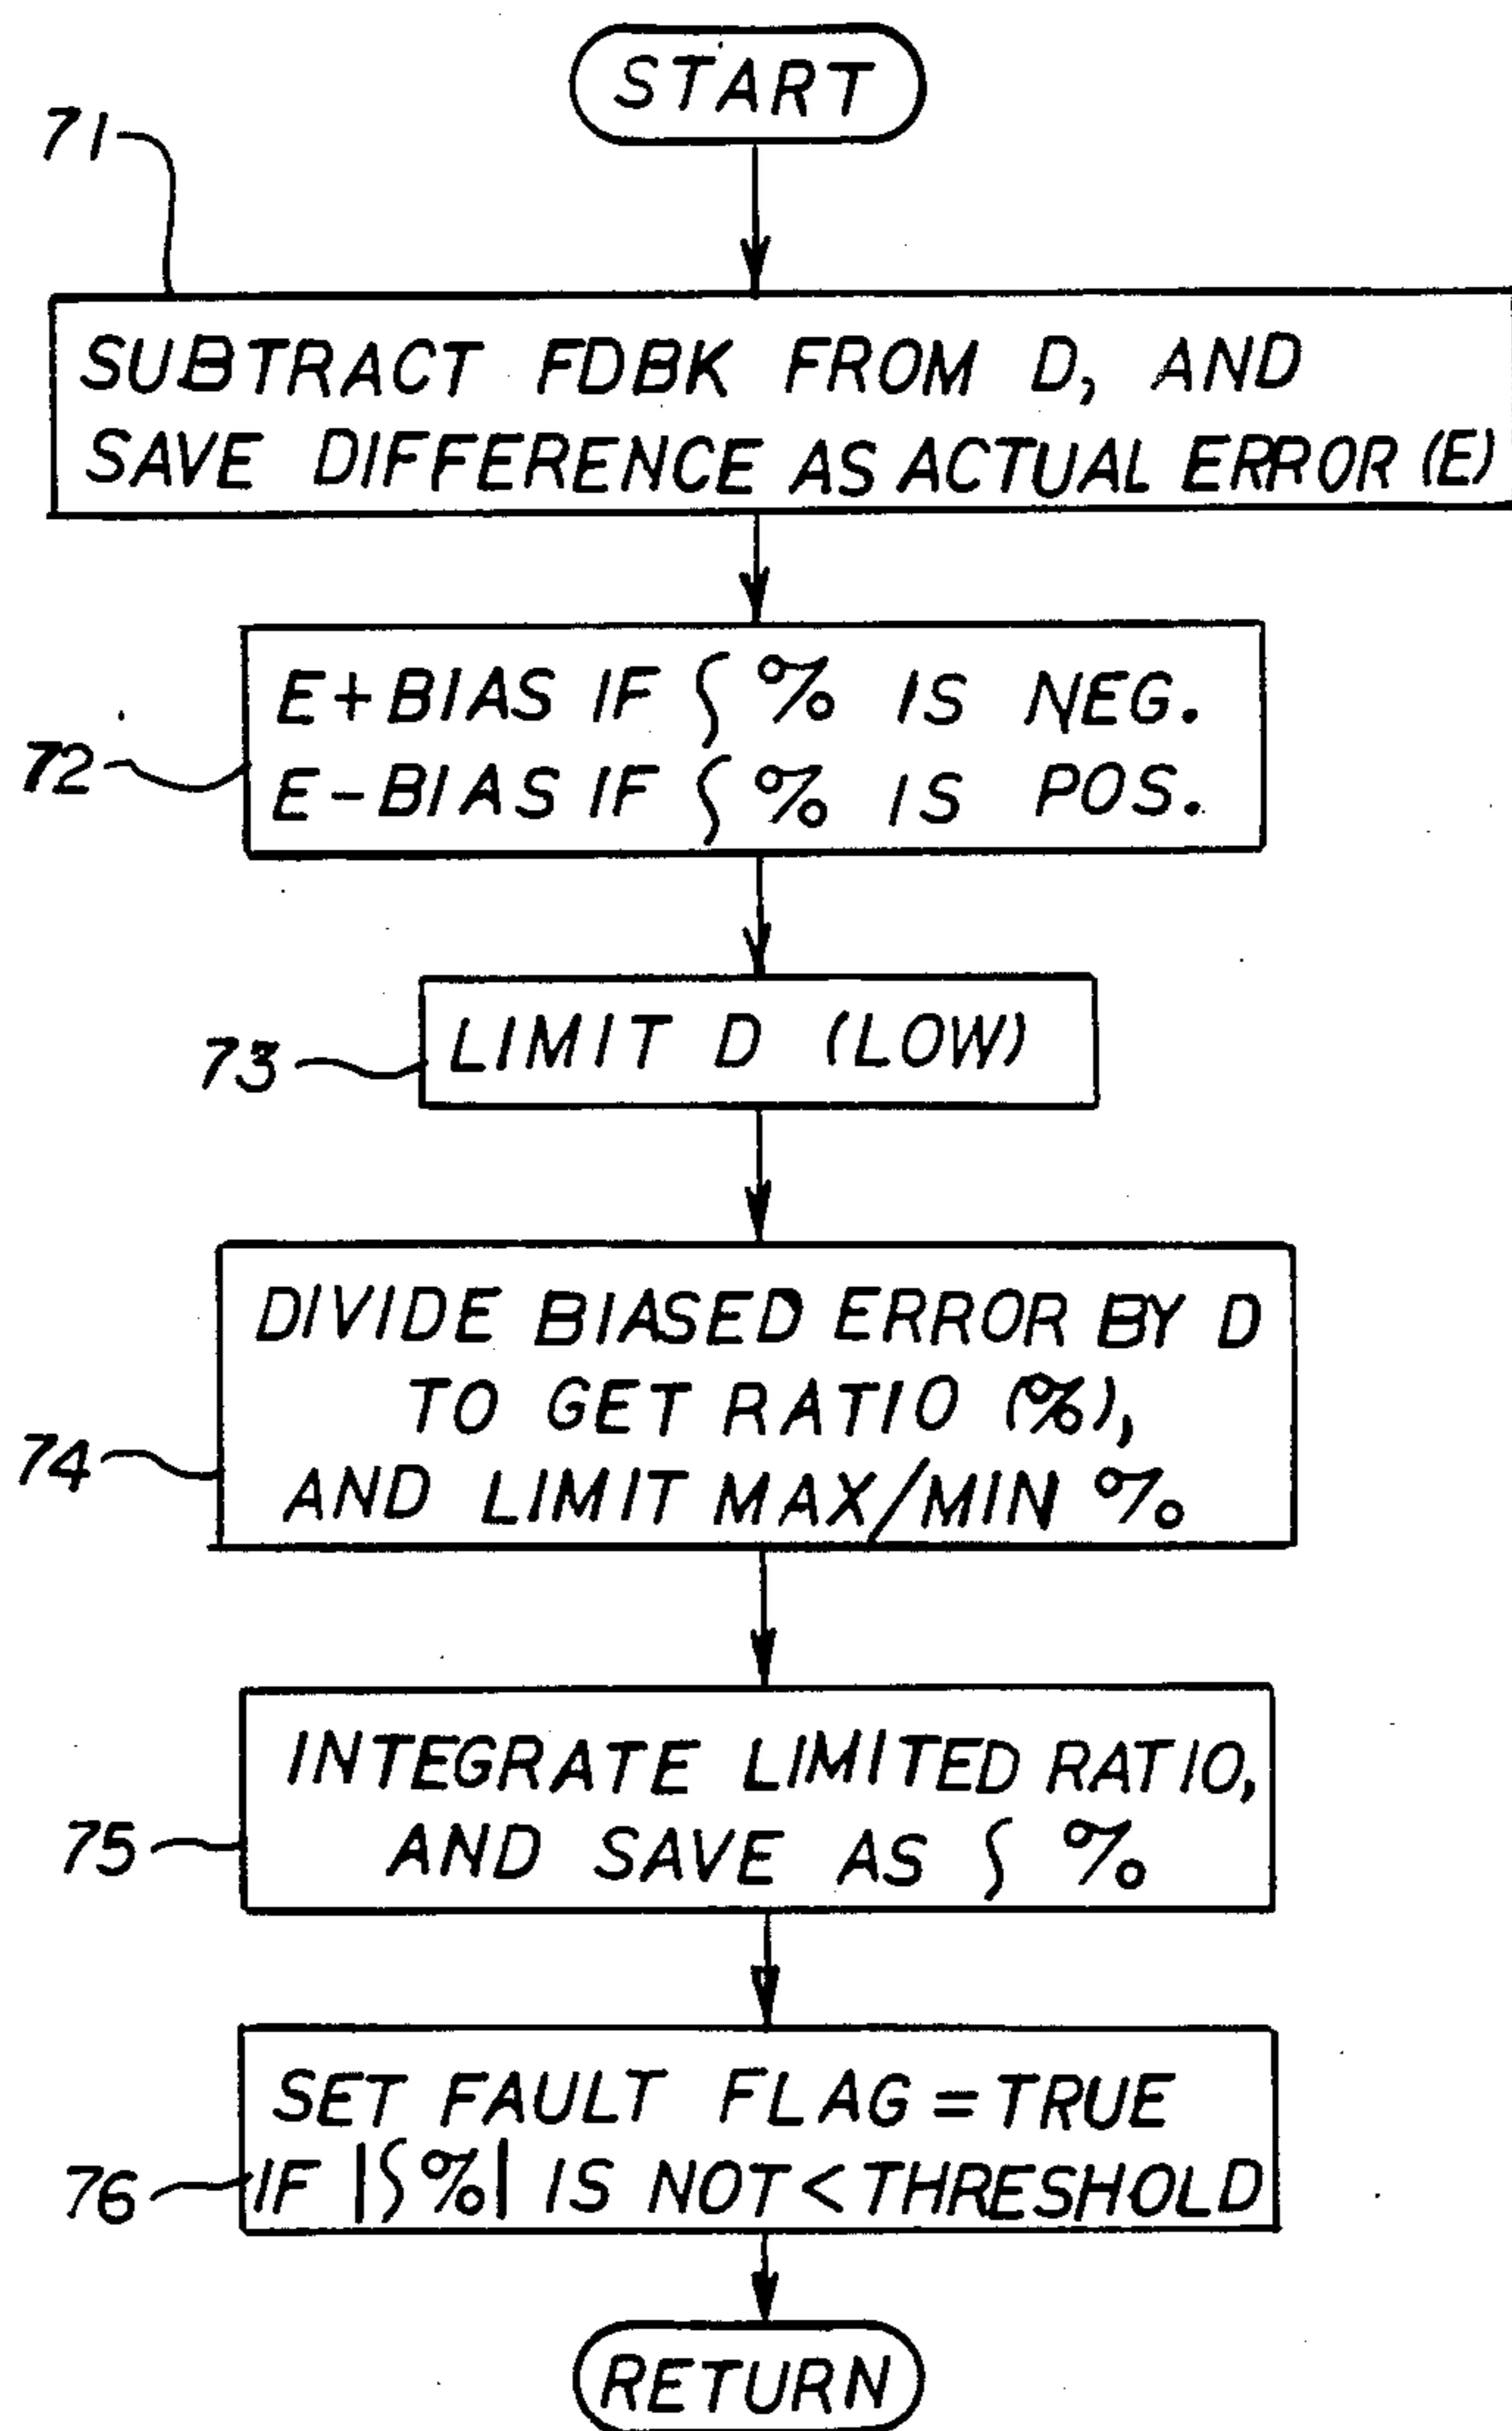 START
71
SUBTRACT FDBK FROM D, AND
SAVE DIFFERENCE AS ACTUAL ERROR (E)
72
E+BIAS IF ∫ % IS NEG.
E-BIAS IF ∫ % IS POS.
73
LIMIT D (LOW)
74
DIVIDE BIASED ERROR BY D
TO GET RATIO (%),
AND LIMIT MAX/MIN %
75
INTEGRATE LIMITED RATIO,
AND SAVE AS ∫ %
76
SET FAULT FLAG=TRUE
IF |∫%| IS NOT<THRESHOLD
RETURN